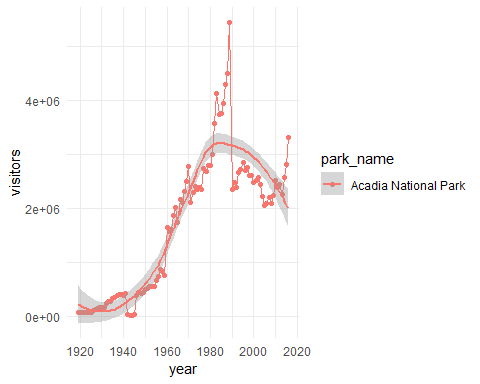 4e+06
2e+06
0e+00
visitors
1920 1940 1960 1980 2000 2020
year
park_name
Acadia National Park